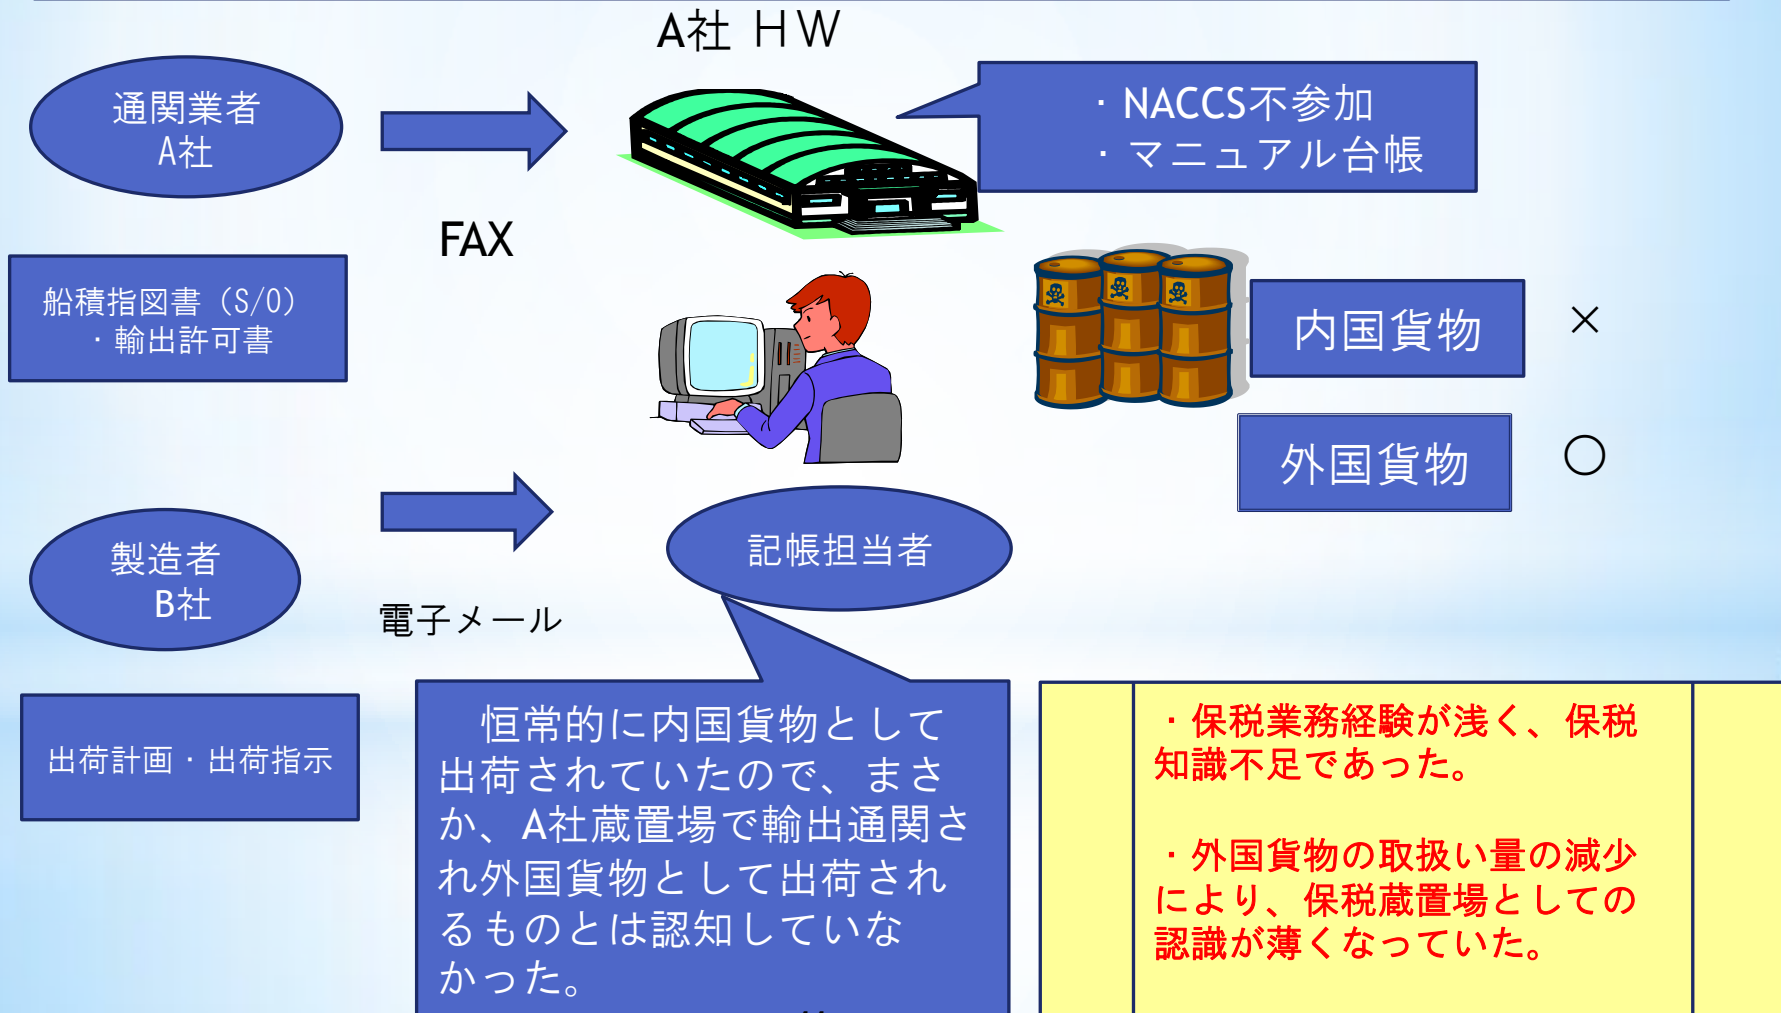 A社 ＨＷ
通関業者
A社
・NACCS不参加
・マニュアル台帳
FAX
船積指図書（S/O）
・輸出許可書
内国貨物
×
外国貨物
○
記帳担当者
製造者
B社
電子メール
出荷計画・出荷指示
恒常的に内国貨物として
出荷されていたので、まさ
か、A社蔵置場で輸出通関さ
れ外国貨物として出荷され
るものとは認知していな
かった。
・保税業務経験が浅く、保税
知識不足であった。
・外国貨物の取扱い量の減少
により、保税蔵置場としての
認識が薄くなっていた。